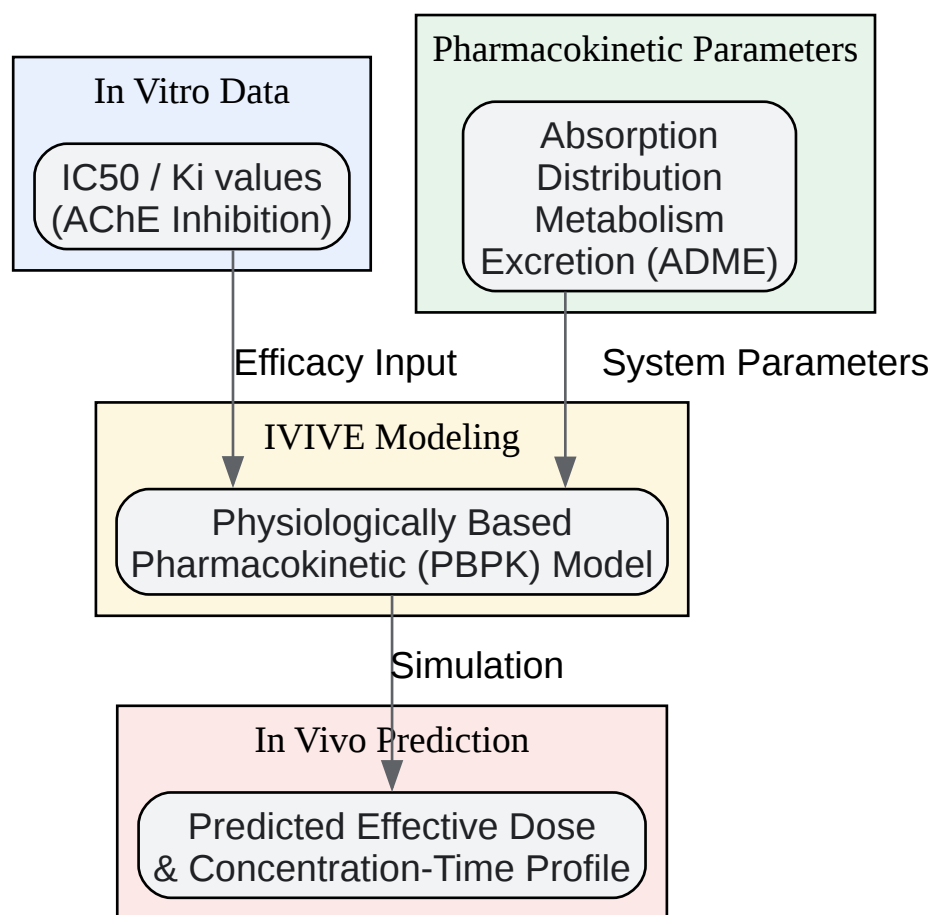 In Vitro Data
IC50 / Ki values
(AChE Inhibition)
Pharmacokinetic Parameters
Absorption
Distribution
Metabolism
Excretion (ADME)
Efficacy Input
System Parameters
IVIVE Modeling
Physiologically Based
Pharmacokinetic (PBPK) Model
Simulation
In Vivo Prediction
Predicted Effective Dose
& Concentration-Time Profile